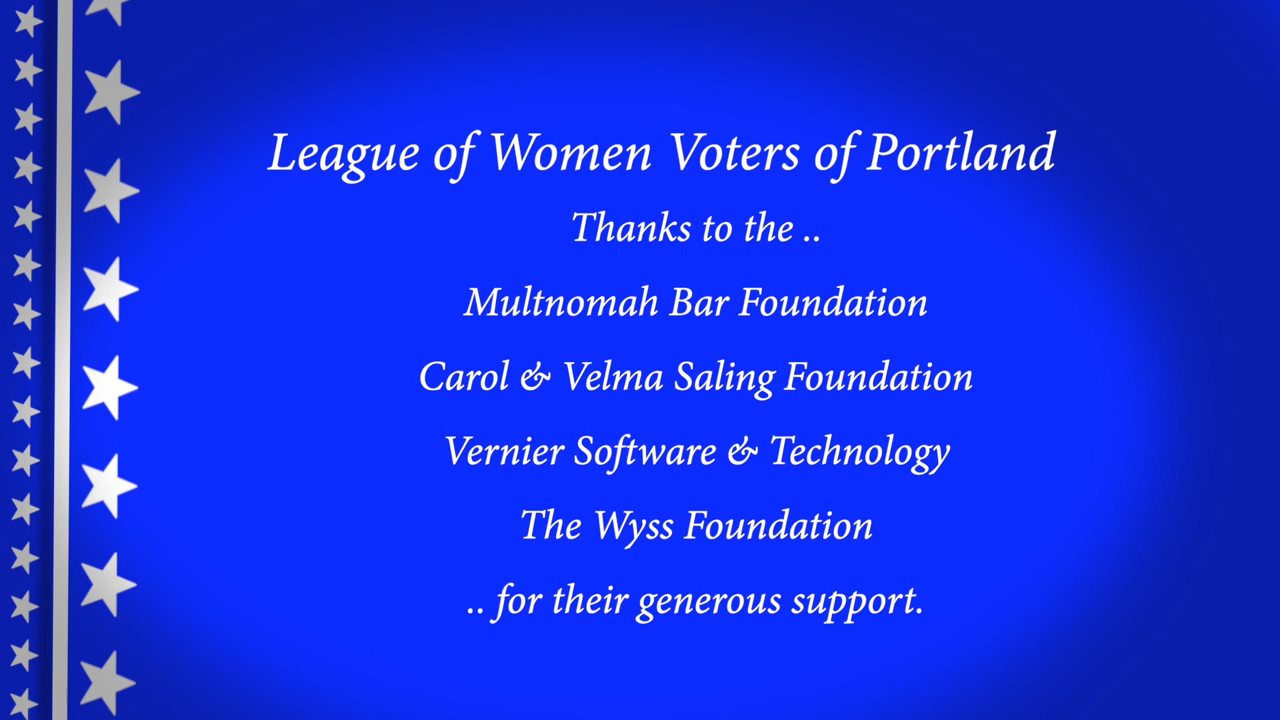 League of Women Voters of Portland
Thanks to the ..
Multnomah Bar Foundation
Carol & Velma Saling Foundation
Vernier Software & Technology
The Wyss Foundation
.. for their generous support.